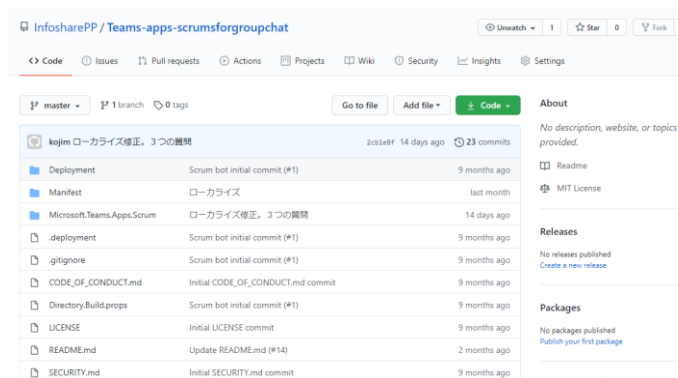 InfosharePP / Teams-apps-scrumsforgroupchat
Unwatch 1 Star 0 Fork
Code Issues Pull requests Actions Projects Wiki Security Insights Settings
master 1 branch 0 tags Go to file Add file Code
kojim ローカライズ修正。３つの質問 2cb1e8f 14 days ago 23 commits
Deployment Scrum bot initial commit (#1) 9 months ago
Manifest ローカライズ last month
Microsoft.Teams.Apps.Scrum ローカライズ修正。３つの質問 14 days ago
.deployment Scrum bot initial commit (#1) 9 months ago
.gitignore Scrum bot initial commit (#1) 9 months ago
CODE_OF_CONDUCT.md Initial CODE_OF_CONDUCT.md commit 9 months ago
Directory.Build.props Scrum bot initial commit (#1) 9 months ago
LICENSE Initial LICENSE commit 9 months ago
README.md Update README.md (#14) 2 months ago
SECURITY.md Initial SECURITY.md commit 9 months ago
About
No description, website, or topics
provided.
Readme
MIT License
Releases
No releases published
Create a new release
Packages
No packages published
Publish your first package